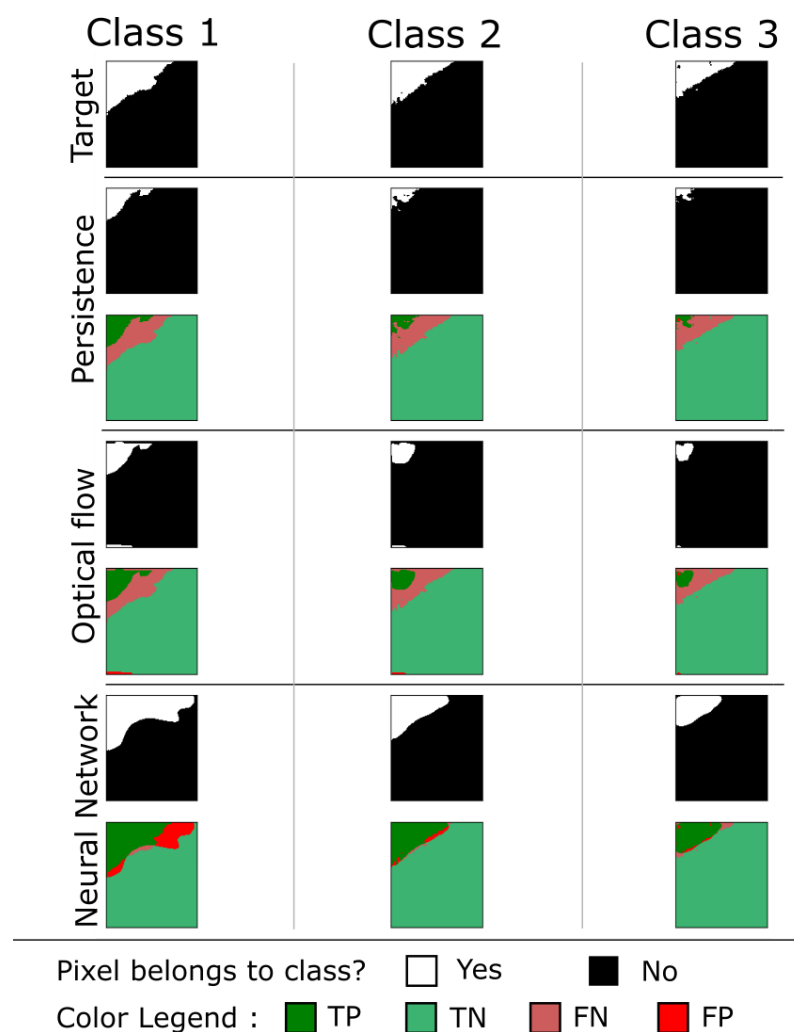 Class 1 Class 2 Class 3
Target
Persistence
Optical flow
Neural Network
Pixel belongs to class? Yes No
Color Legend : TP TN FN FP